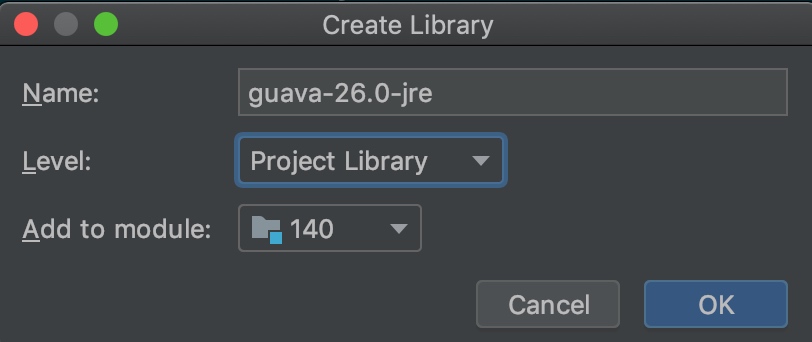 Create Library
Name: guava-26.0-jre
Level: Project Library
Add to module: 140
Cancel OK